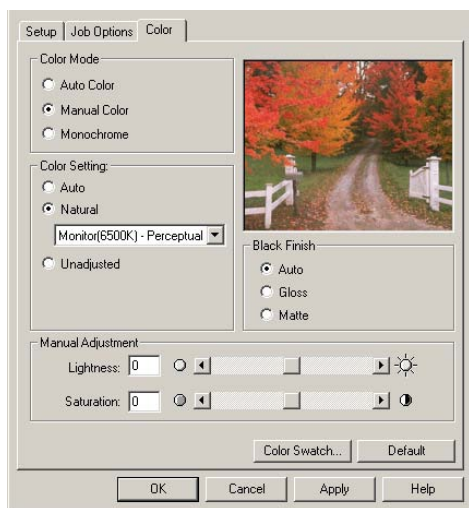 Setup Job Options Color
Color Mode
Auto Color
Manual Color
Monochrome
Color Setting:
Auto
Natural
Monitor(6500K) - Perceptual
Unadjusted
Black Finish
Auto
Gloss
Matte
Manual Adjustment
Lightness: 0
Saturation: 0
Color Swatch... Default
OK Cancel Apply Help